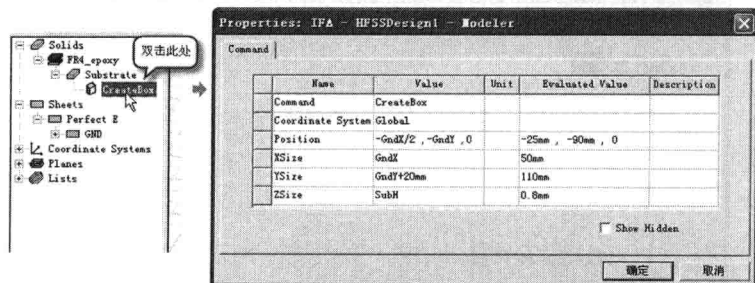 Solids
FR4_epoxy
Substrate
CreateBox
Sheets
Perfect E
GND
Coordinate Systems
Planes
Lists
双击此处
Properties: IFA - HFSSDesign1 - Modeler
Command
Name Value Unit Evaluated Value Description
Command CreateBox
Coordinate System Global
Position -GndX/2 ,-GndY ,0 -25mm , -90mm , 0
XSize GndX 50mm
YSize GndY+20mm 110mm
ZSize SubH 0.8mm
Show Hidden
确定 取消